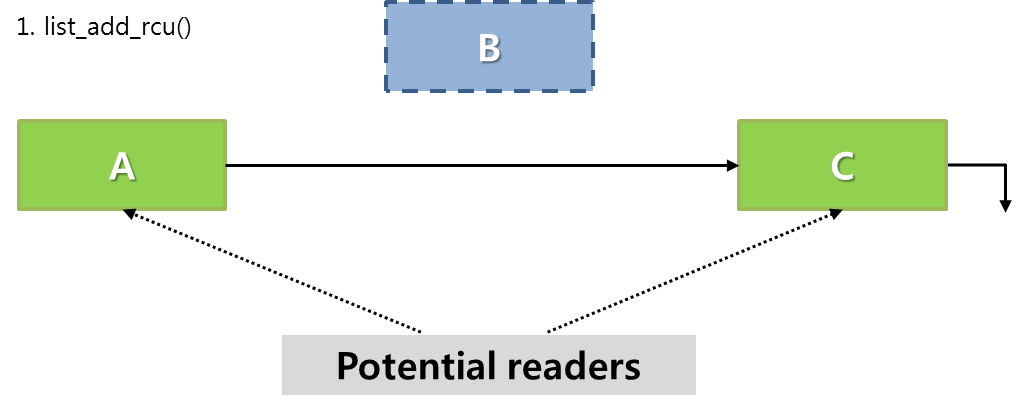 1. list_add_rcu()
B
A
C
Potential readers